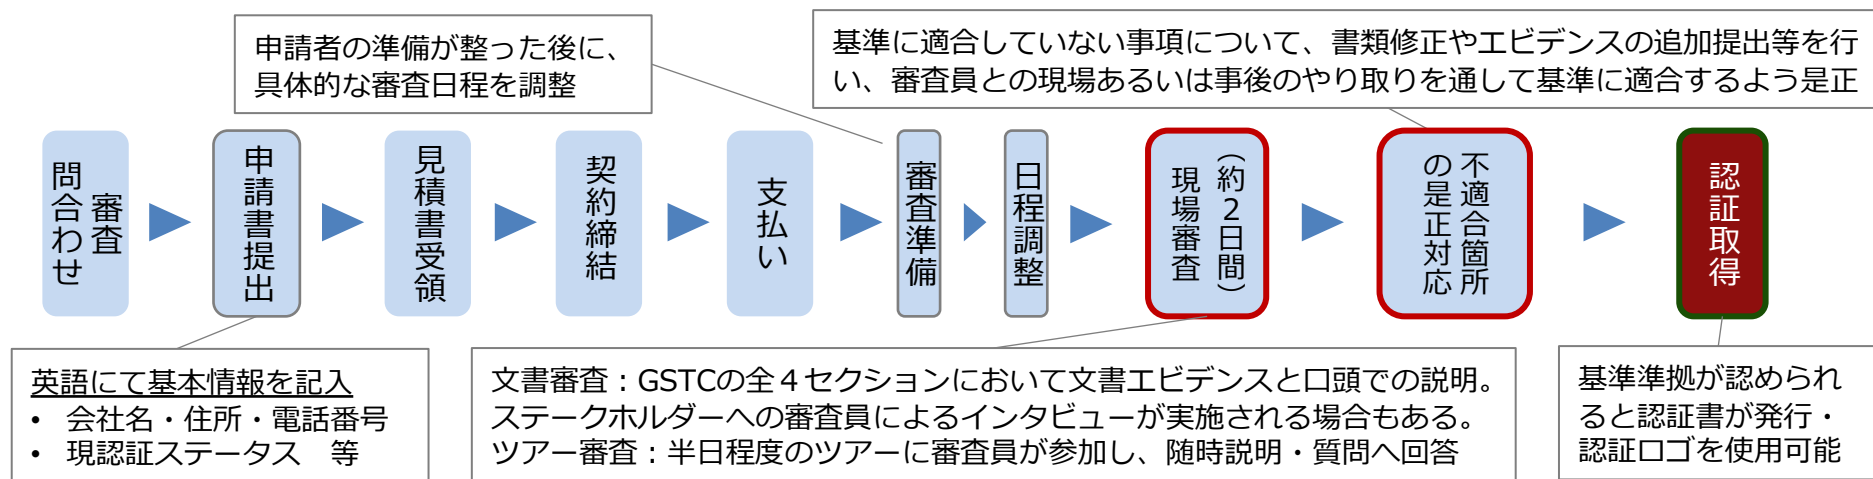 申請者の準備が整った後に、
具体的な審査日程を調整
基準に適合していない事項について、書類修正やエビデンスの追加提出等を行
い、審査員との現場あるいは事後のやり取りを通して基準に適合するよう是正
審査
問合わせ
申請書提出
見積書受領
契約締結
支払い
審査準備
日程調整
（約２日間）
現場審査
不適合箇所
の是正対応
認証取得
英語にて基本情報を記入
• 会社名・住所・電話番号
• 現認証ステータス　等
文書審査：GSTCの全４セクションにおいて文書エビデンスと口頭での説明。
ステークホルダーへの審査員によるインタビューが実施される場合もある。
ツアー審査：半日程度のツアーに審査員が参加し、随時説明・質問へ回答
基準準拠が認められ
ると認証書が発行・
認証ロゴを使用可能